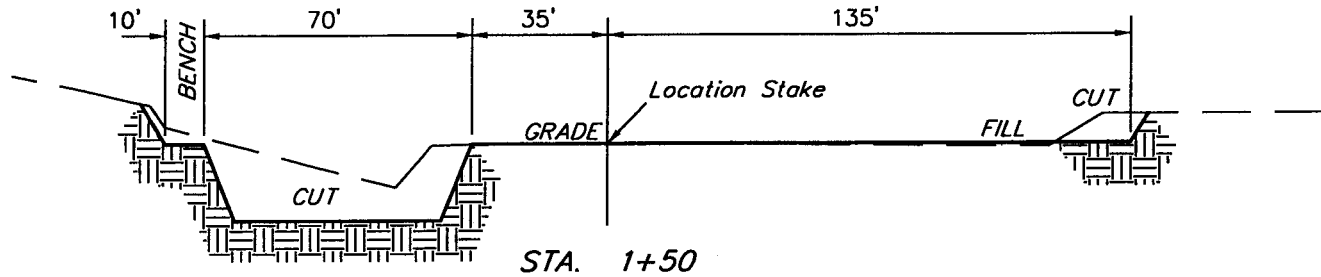 10' 70' 35' 135'
BENCH
Location Stake
CUT
GRADE
FILL
CUT
STA. 1+50